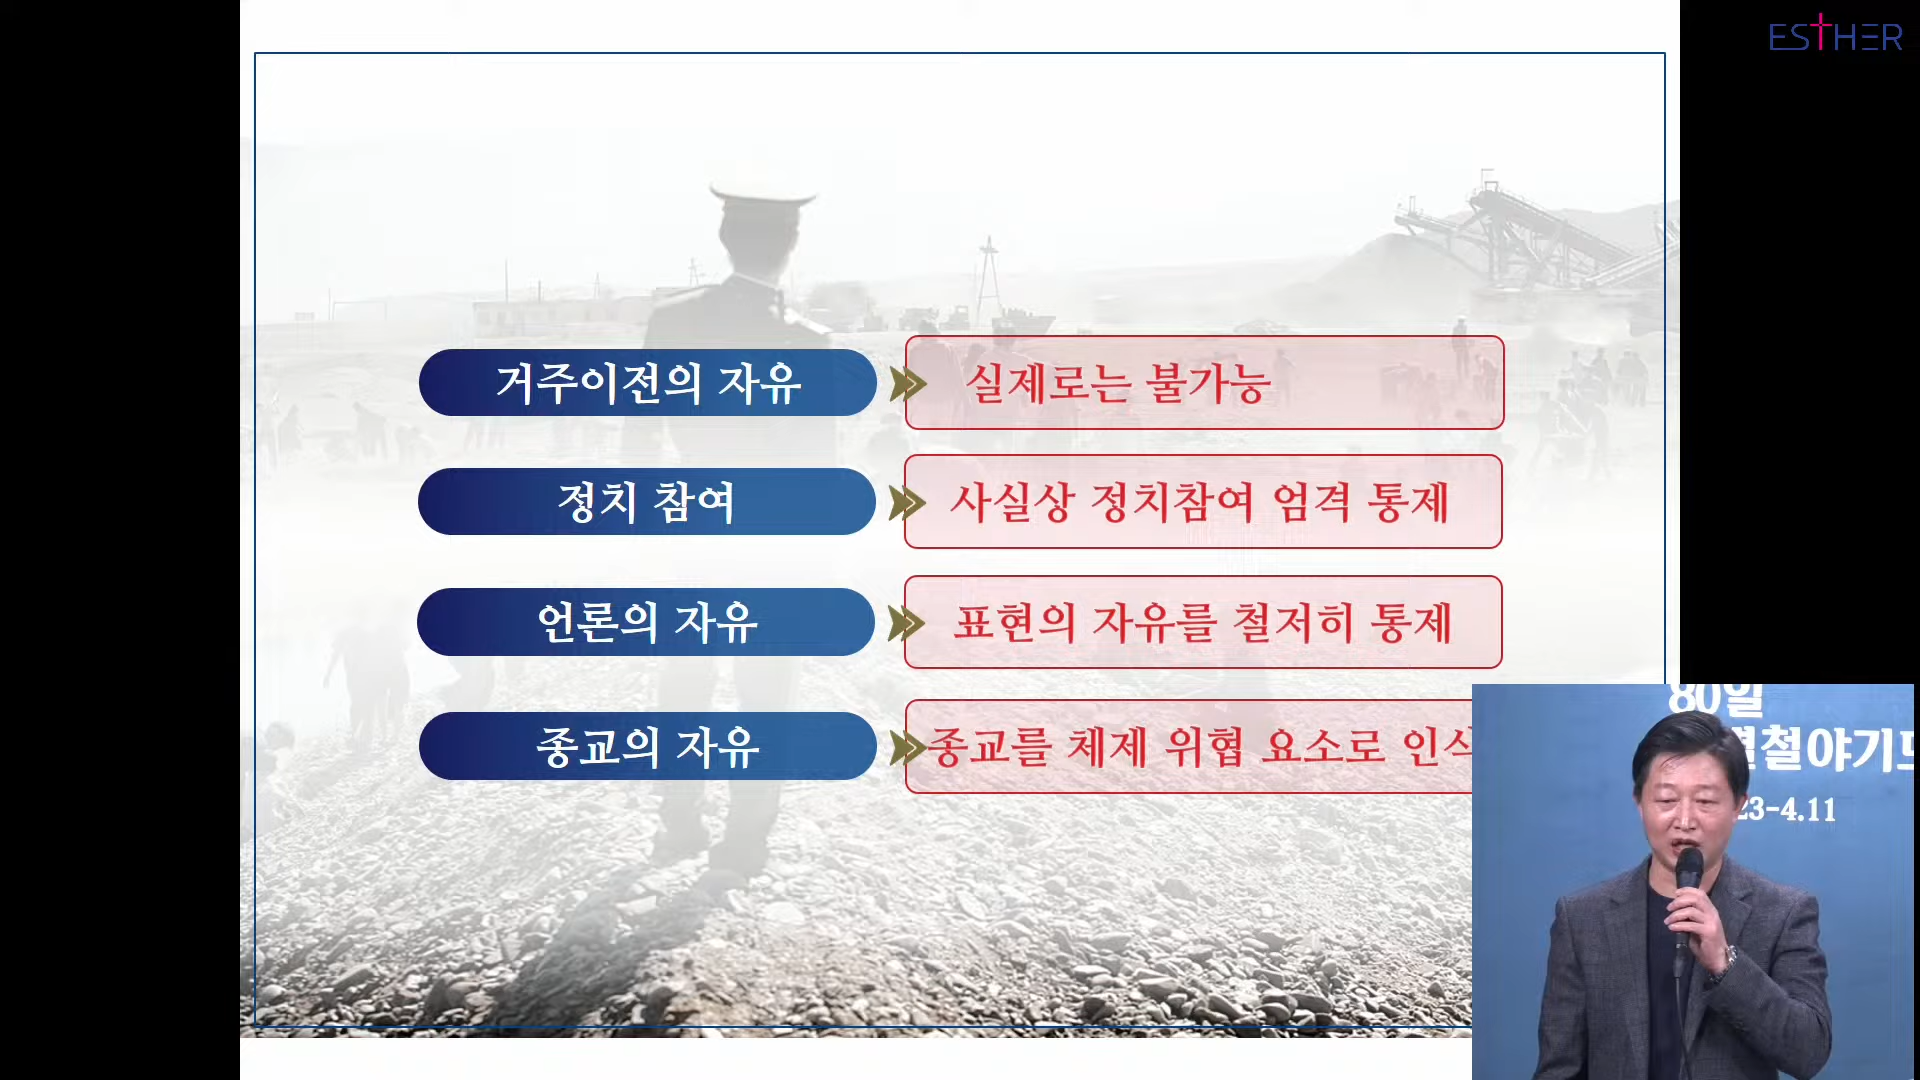 ESTHER
거주이전의 자유
실제로는 불가능
정치 참여
사실상 정치참여 엄격 통제
언론의 자유
표현의 자유를 철저히 통제
종교의 자유
종교를 체제 위협 요소로 인식
80일
철야기도
23-4.11